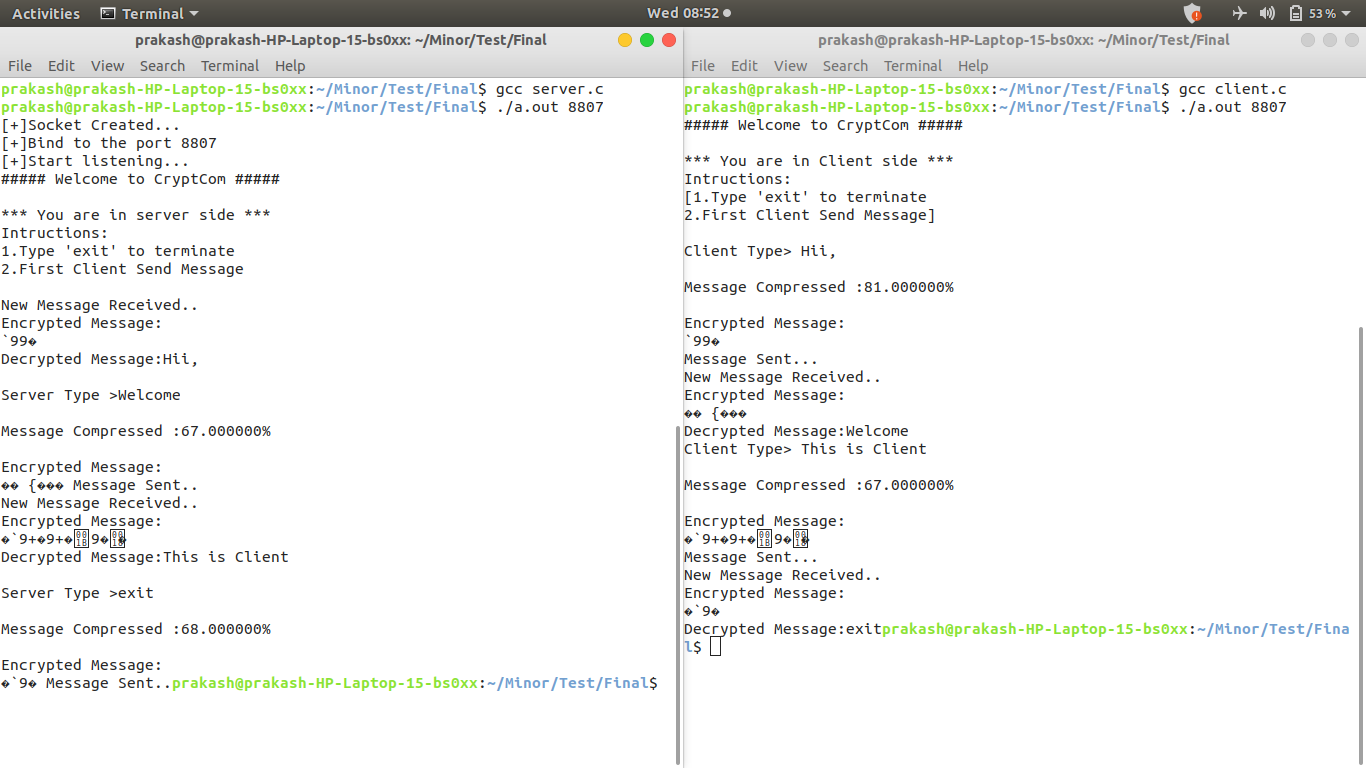 Activities Terminal Wed 08:52 53 %
prakash@prakash-HP-Laptop-15-bs0xx: ~/Minor/Test/Final
File Edit View Search Terminal Help
prakash@prakash-HP-Laptop-15-bs0xx:~/Minor/Test/Final$ gcc server.c
prakash@prakash-HP-Laptop-15-bs0xx:~/Minor/Test/Final$ ./a.out 8807
[+]Socket Created...
[+]Bind to the port 8807
[+]Start listening...
##### Welcome to CryptCom #####
*** You are in server side ***
Intructions:
1.Type 'exit' to terminate
2.First Client Send Message
New Message Received..
Encrypted Message:
`99�
Decrypted Message:Hii,
Server Type >Welcome
Message Compressed :67.000000%
Encrypted Message:
�� {��� Message Sent..
New Message Received..
Encrypted Message:
�`9+�9+�9�
Decrypted Message:This is Client
Server Type >exit
Message Compressed :68.000000%
Encrypted Message:
�`9� Message Sent..prakash@prakash-HP-Laptop-15-bs0xx:~/Minor/Test/Final$
prakash@prakash-HP-Laptop-15-bs0xx: ~/Minor/Test/Final
File Edit View Search Terminal Help
prakash@prakash-HP-Laptop-15-bs0xx:~/Minor/Test/Final$ gcc client.c
prakash@prakash-HP-Laptop-15-bs0xx:~/Minor/Test/Final$ ./a.out 8807
##### Welcome to CryptCom #####
*** You are in Client side ***
Intructions:
[1.Type 'exit' to terminate
2.First Client Send Message]
Client Type> Hii,
Message Compressed :81.000000%
Encrypted Message:
`99�
Message Sent...
New Message Received..
Encrypted Message:
�� {���
Decrypted Message:Welcome
Client Type> This is Client
Message Compressed :67.000000%
Encrypted Message:
�`9+�9+�9�
Message Sent...
New Message Received..
Encrypted Message:
�`9�
Decrypted Message:exitprakash@prakash-HP-Laptop-15-bs0xx:~/Minor/Test/Fina
l$